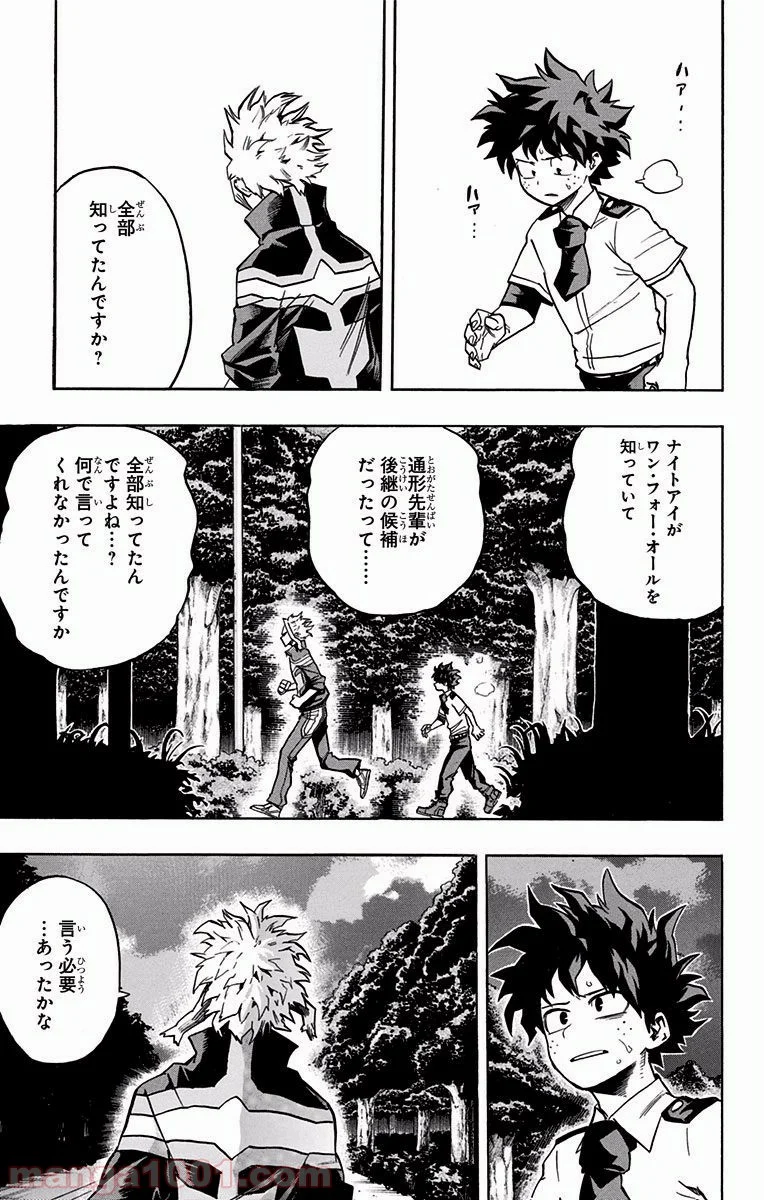 ハァ…
ハァ…
全部
知ってたんですか?
ナイトアイが
ワン・フォー・オールを
知っていて
通形先輩が
後継の候補
だったって……
全部知ってたん
ですよね…?
何で言って
くれなかったんですか
言う必要
…あったかな
manga1001.com